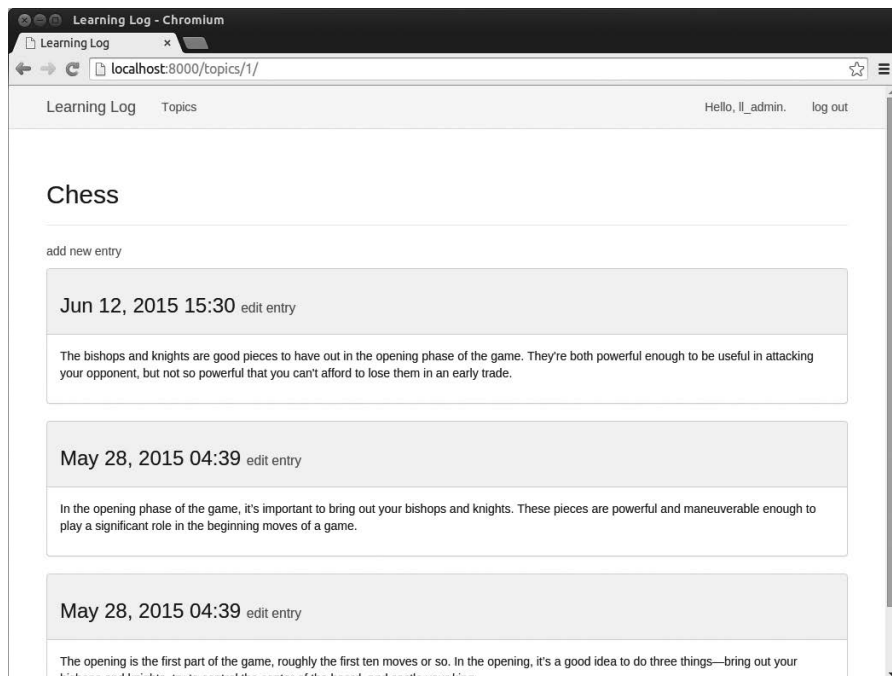 Learning Log - Chromium
Learning Log
localhost:8000/topics/1/
Learning Log Topics Hello, ll_admin. log out
Chess
add new entry
Jun 12, 2015 15:30 edit entry
The bishops and knights are good pieces to have out in the opening phase of the game. They're both powerful enough to be useful in attacking
your opponent, but not so powerful that you can't afford to lose them in an early trade.
May 28, 2015 04:39 edit entry
In the opening phase of the game, it's important to bring out your bishops and knights. These pieces are powerful and maneuverable enough to
play a significant role in the beginning moves of a game.
May 28, 2015 04:39 edit entry
The opening is the first part of the game, roughly the first ten moves or so. In the opening, it's a good idea to do three things—bring out your